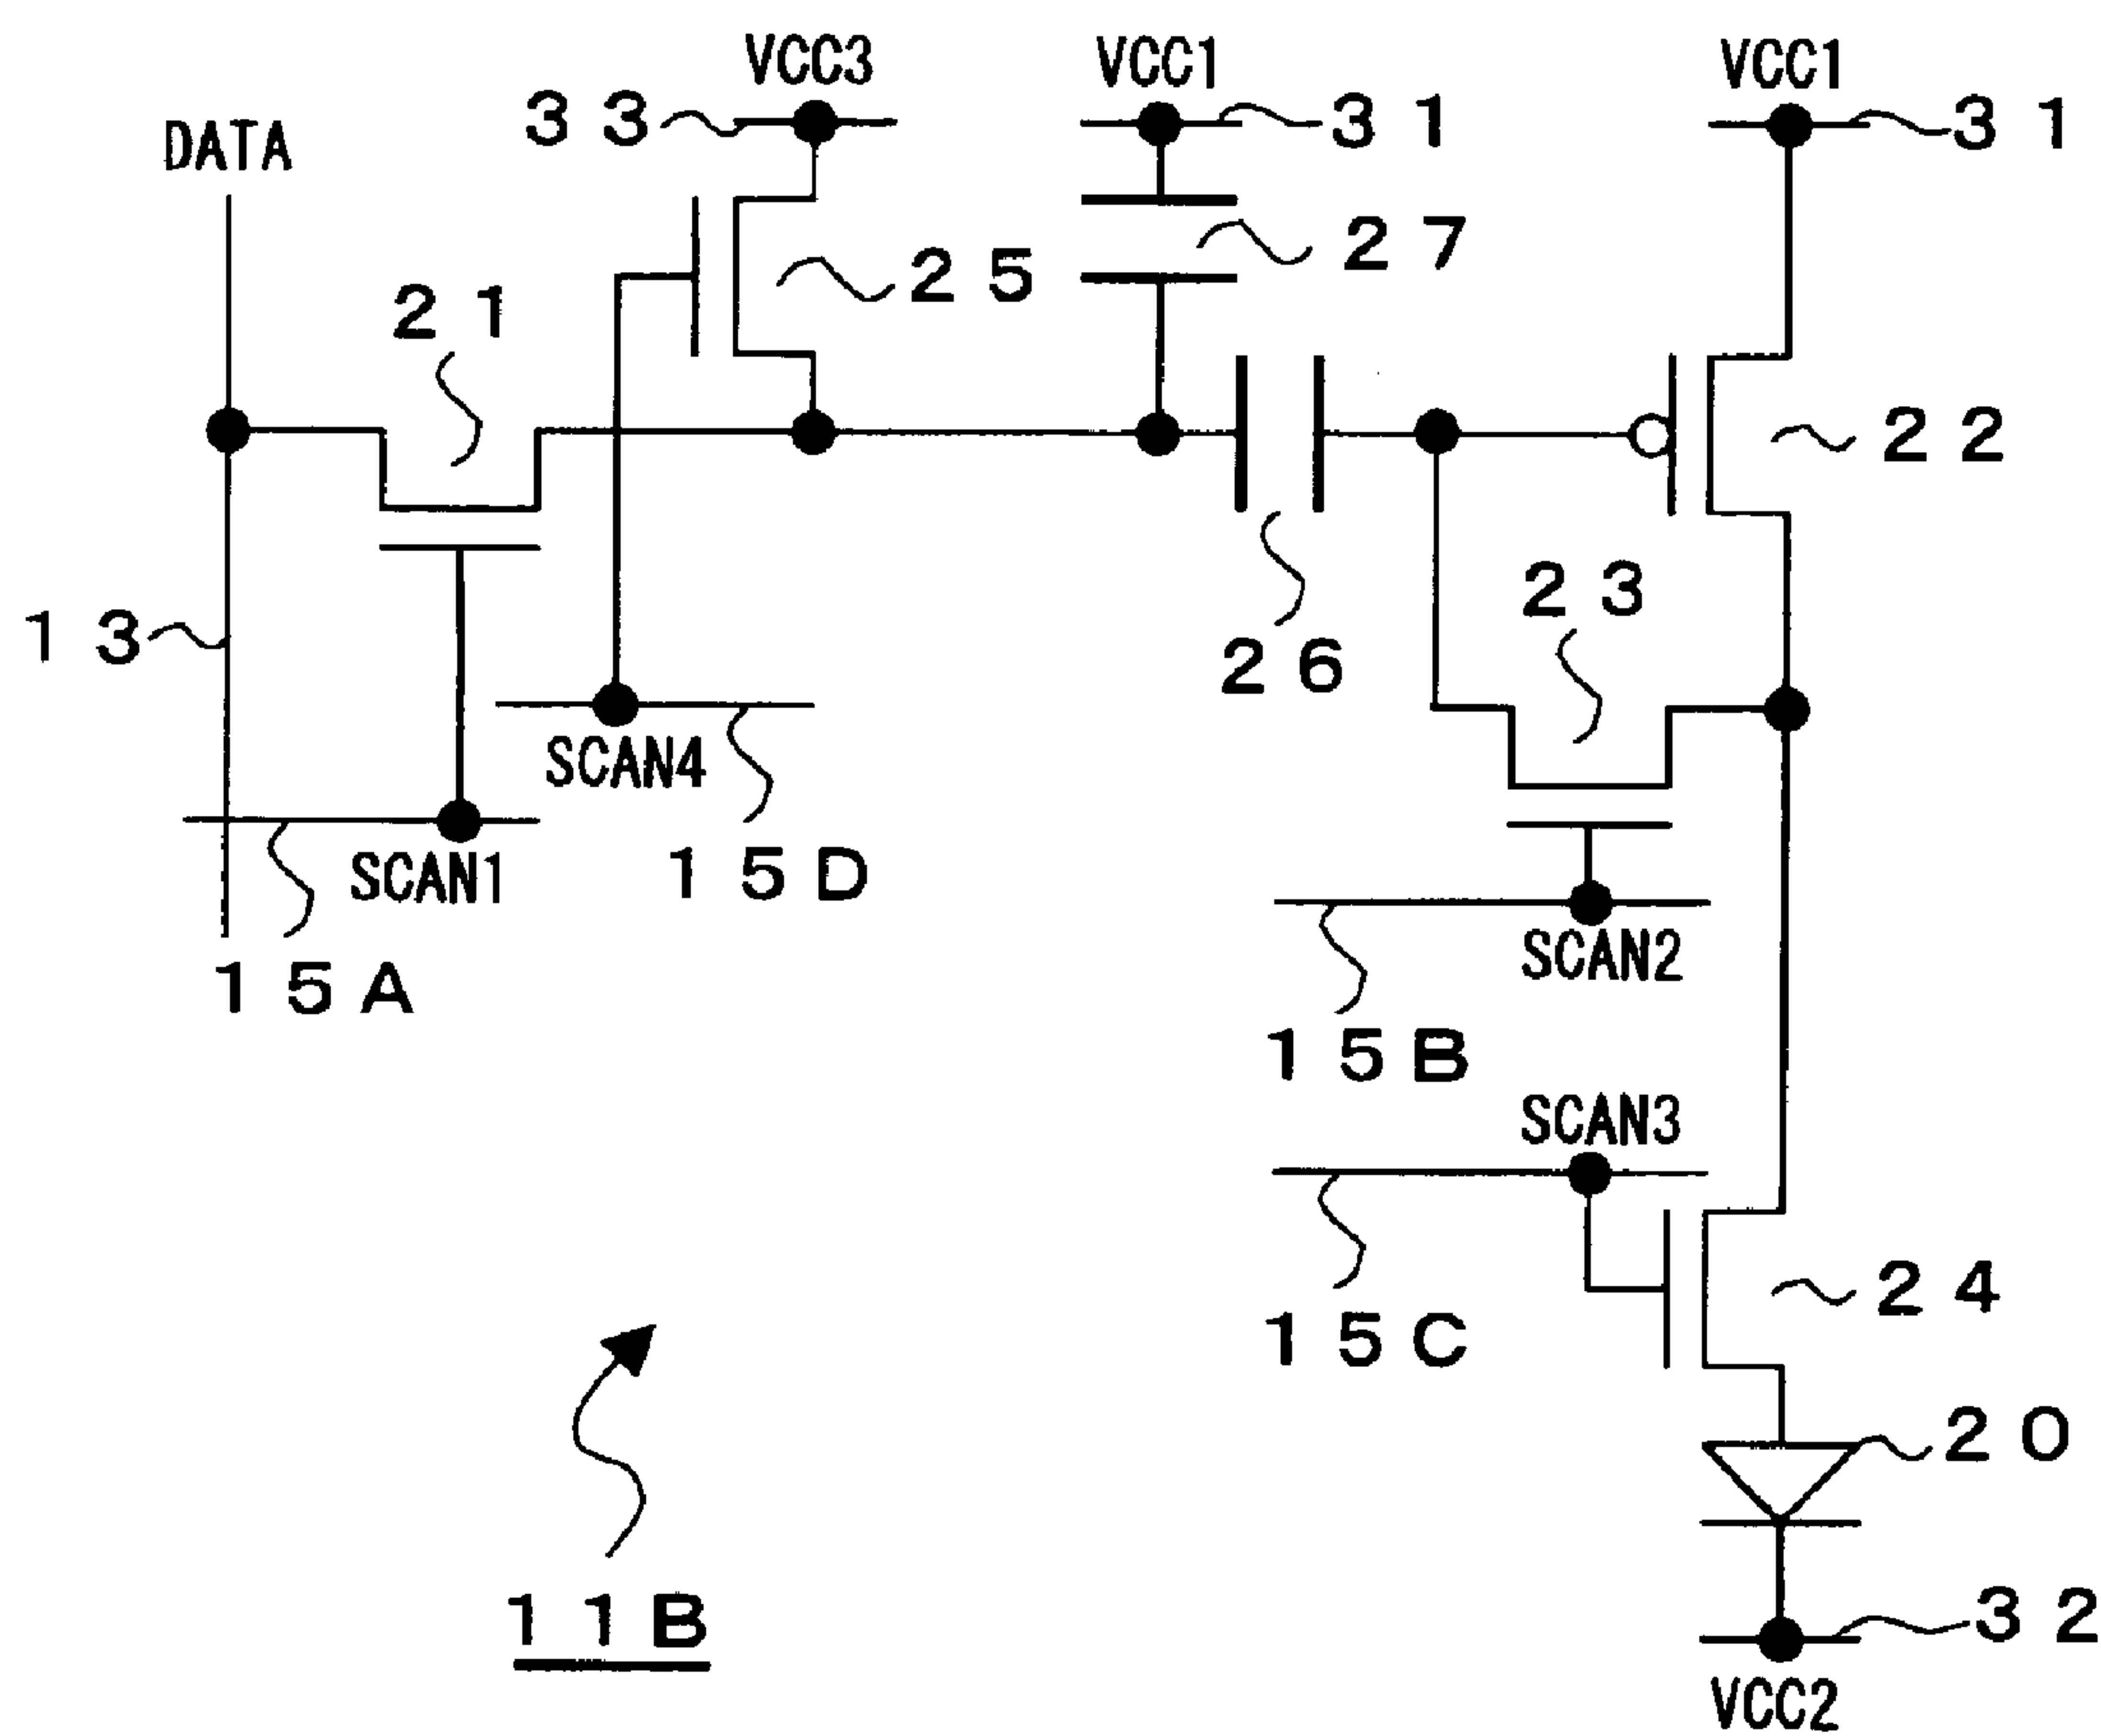 VCC3
VCC1
VCC1
33
31
31
DATA
27
25
21
22
23
13
26
SCAN4
SCAN1
15D
15A
SCAN2
15B
SCAN3
24
15C
20
11B
32
VCC2